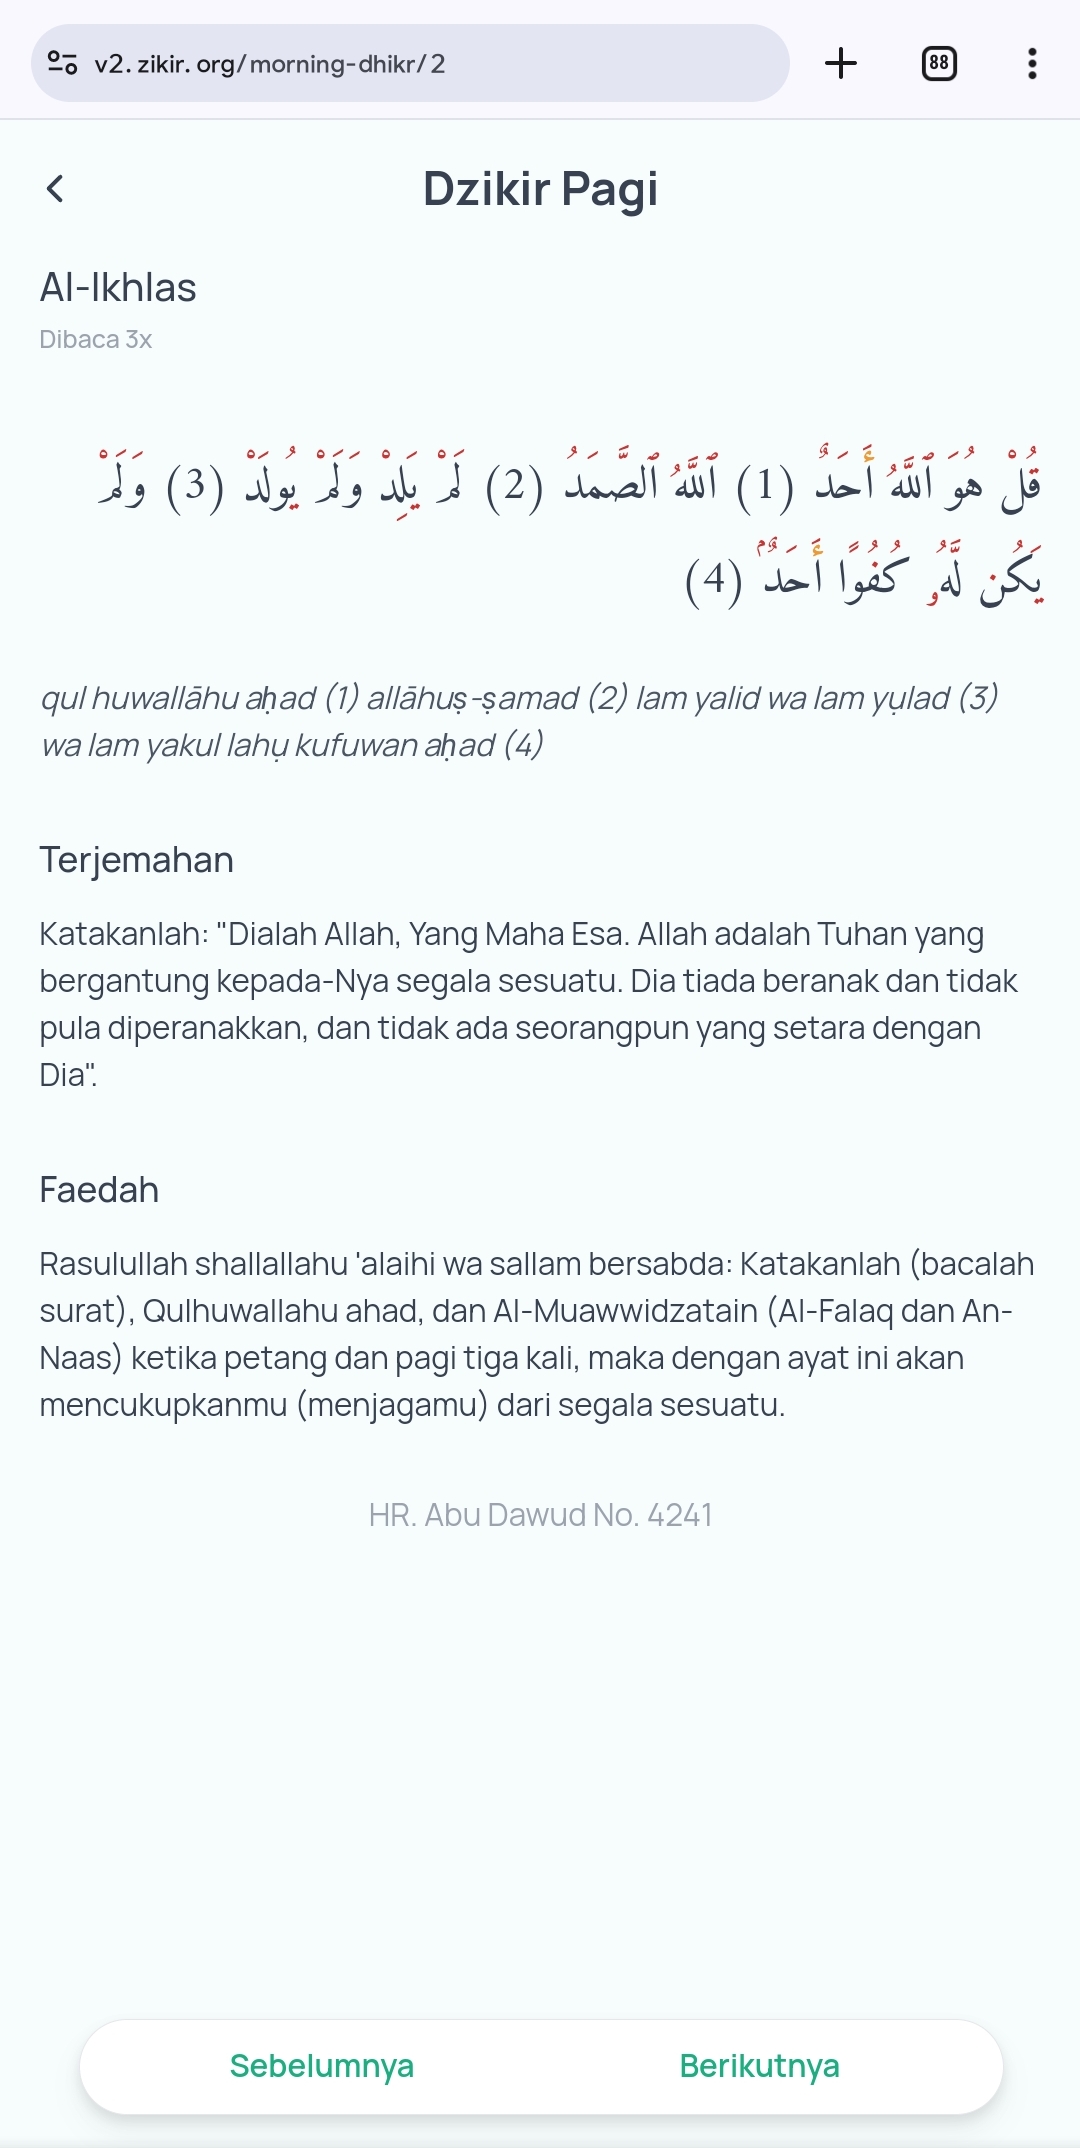 v2.zikir.org/morning-dhikr/2
88
Dzikir Pagi
Al-Ikhlas
Dibaca 3x
قُلْ هُوَ ٱللَّهُ أَحَدٌ (1) ٱللَّهُ ٱلصَّمَدُ (2) لَمْ يَلِدْ وَلَمْ يُولَدْ (3) وَلَمْ
يَكُن لَّهُۥ كُفُوًا أَحَدٌۢ (4)
qul huwallāhu aḥad (1) allāhuṣ-ṣamad (2) lam yalid wa lam yụlad (3)
wa lam yakul lahụ kufuwan aḥad (4)
Terjemahan
Katakanlah: "Dialah Allah, Yang Maha Esa. Allah adalah Tuhan yang
bergantung kepada-Nya segala sesuatu. Dia tiada beranak dan tidak
pula diperanakkan, dan tidak ada seorangpun yang setara dengan
Dia".
Faedah
Rasulullah shallallahu 'alaihi wa sallam bersabda: Katakanlah (bacalah
surat), Qulhuwallahu ahad, dan Al-Muawwidzatain (Al-Falaq dan An-
Naas) ketika petang dan pagi tiga kali, maka dengan ayat ini akan
mencukupkanmu (menjagamu) dari segala sesuatu.
HR. Abu Dawud No. 4241
Sebelumnya
Berikutnya